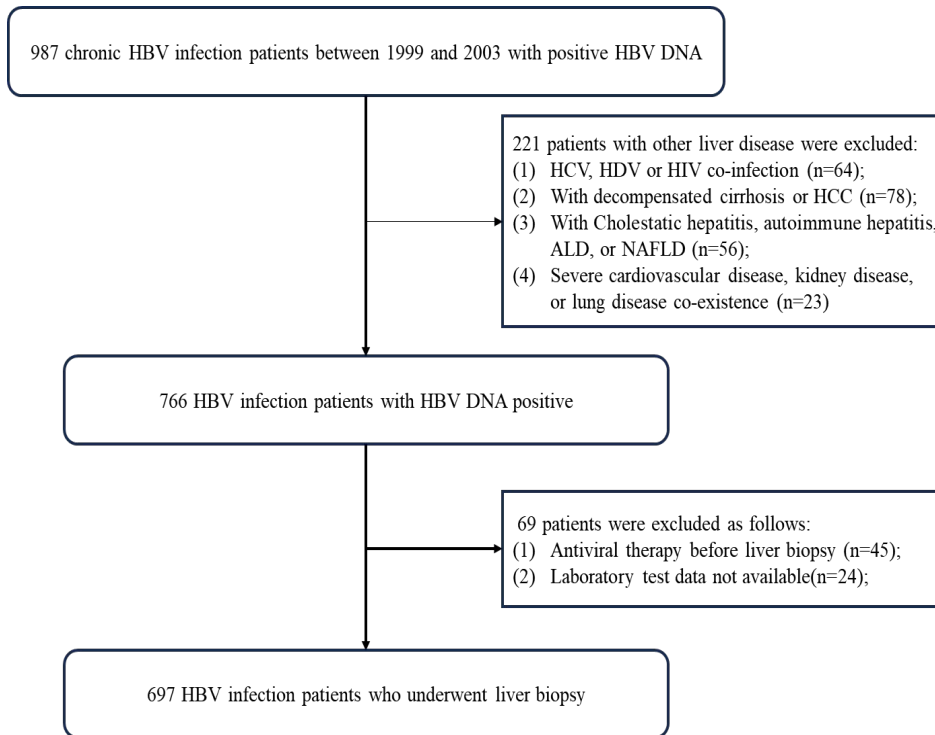 987 chronic HBV infection patients between 1999 and 2003 with positive HBV DNA
221 patients with other liver disease were excluded:
(1) HCV, HDV or HIV co-infection (n=64);
(2) With decompensated cirrhosis or HCC (n=78);
(3) With Cholestatic hepatitis, autoimmune hepatitis,
ALD, or NAFLD (n=56);
(4) Severe cardiovascular disease, kidney disease,
or lung disease co-existence (n=23)
766 HBV infection patients with HBV DNA positive
69 patients were excluded as follows:
(1) Antiviral therapy before liver biopsy (n=45);
(2) Laboratory test data not available(n=24);
697 HBV infection patients who underwent liver biopsy